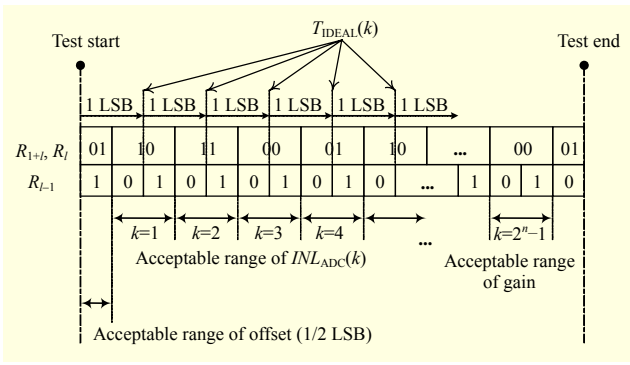 T_IDEAL(k)
Test start Test end
1 LSB 1 LSB 1 LSB 1 LSB 1 LSB 1 LSB
R_{1+l}, R_l 01 10 11 00 01 10 ... 00 01
R_{l–1} 1 0 1 0 1 0 1 0 1 0 ... 1 0 1 0
k=1 k=2 k=3 k=4 ... k=2^n–1
Acceptable range of INL_ADC(k) Acceptable range
of gain
Acceptable range of offset (1/2 LSB)